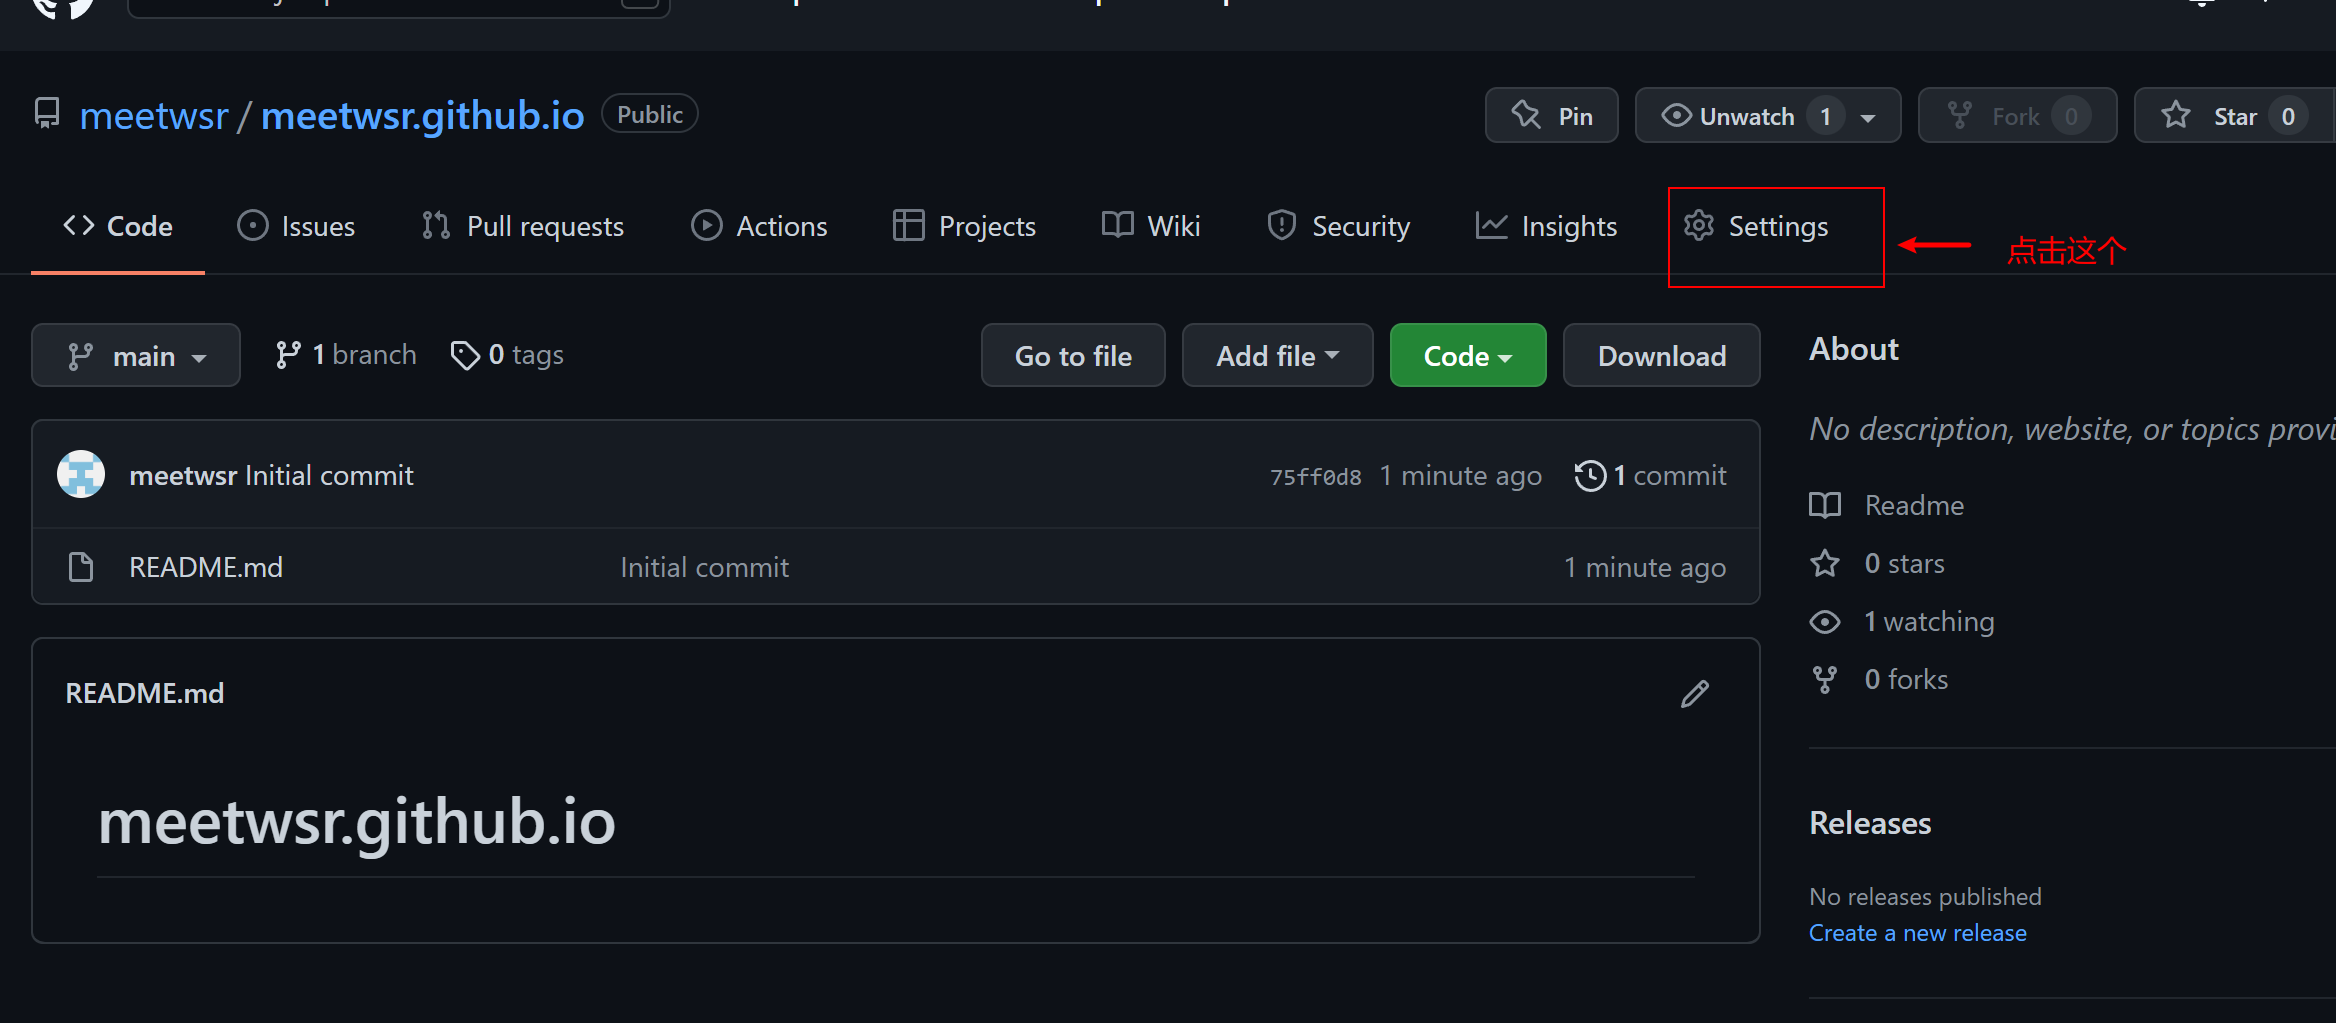 meetwsr / meetwsr.github.io Public
Pin
Unwatch 1
Fork 0
Star 0
Code
Issues
Pull requests
Actions
Projects
Wiki
Security
Insights
Settings
点击这个
main
1 branch
0 tags
Go to file
Add file
Code
Download
meetwsr Initial commit
75ff0d8 1 minute ago
1 commit
README.md
Initial commit
1 minute ago
README.md
meetwsr.github.io
About
No description, website, or topics provi
Readme
0 stars
1 watching
0 forks
Releases
No releases published
Create a new release